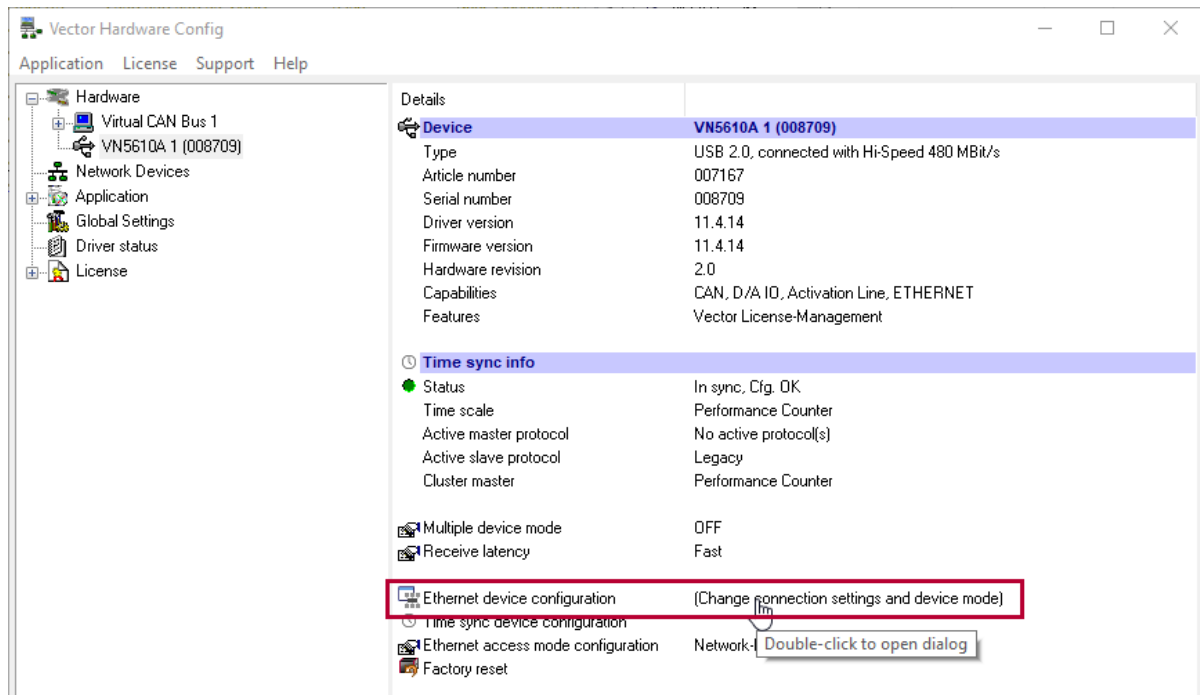 Vector Hardware Config
Application License Support Help
Hardware
Virtual CAN Bus 1
VN5610A 1 (008709)
Network Devices
Application
Global Settings
Driver status
License
Details
Device VN5610A 1 (008709)
Type USB 2.0, connected with Hi-Speed 480 MBit/s
Article number 007167
Serial number 008709
Driver version 11.4.14
Firmware version 11.4.14
Hardware revision 2.0
Capabilities CAN, D/A IO, Activation Line, ETHERNET
Features Vector License-Management
Time sync info
Status In sync, Cfg. OK
Time scale Performance Counter
Active master protocol No active protocol(s)
Active slave protocol Legacy
Cluster master Performance Counter
Multiple device mode OFF
Receive latency Fast
Ethernet device configuration (Change connection settings and device mode)
Time sync device configuration
Ethernet access mode configuration Network-
Double-click to open dialog
Factory reset